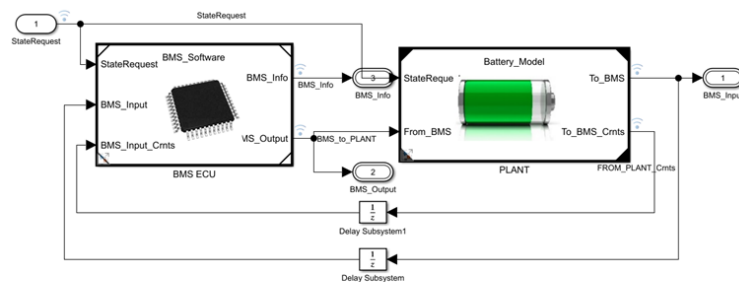 StateRequest
1
StateRequest
BMS_Software
StateRequest
BMS_Info
BMS_Input
BMS_Input_Crnts
MS_Output
BMS ECU
BMS_Info
3
BMS_Info
BMS_to_PLANT
2
BMS_Output
Battery_Model
StateReque
To_BMS
From_BMS
To_BMS_Crnts
PLANT
1
BMS_Input
FROM_PLANT_Crnts
1
z
Delay Subsystem1
1
z
Delay Subsystem